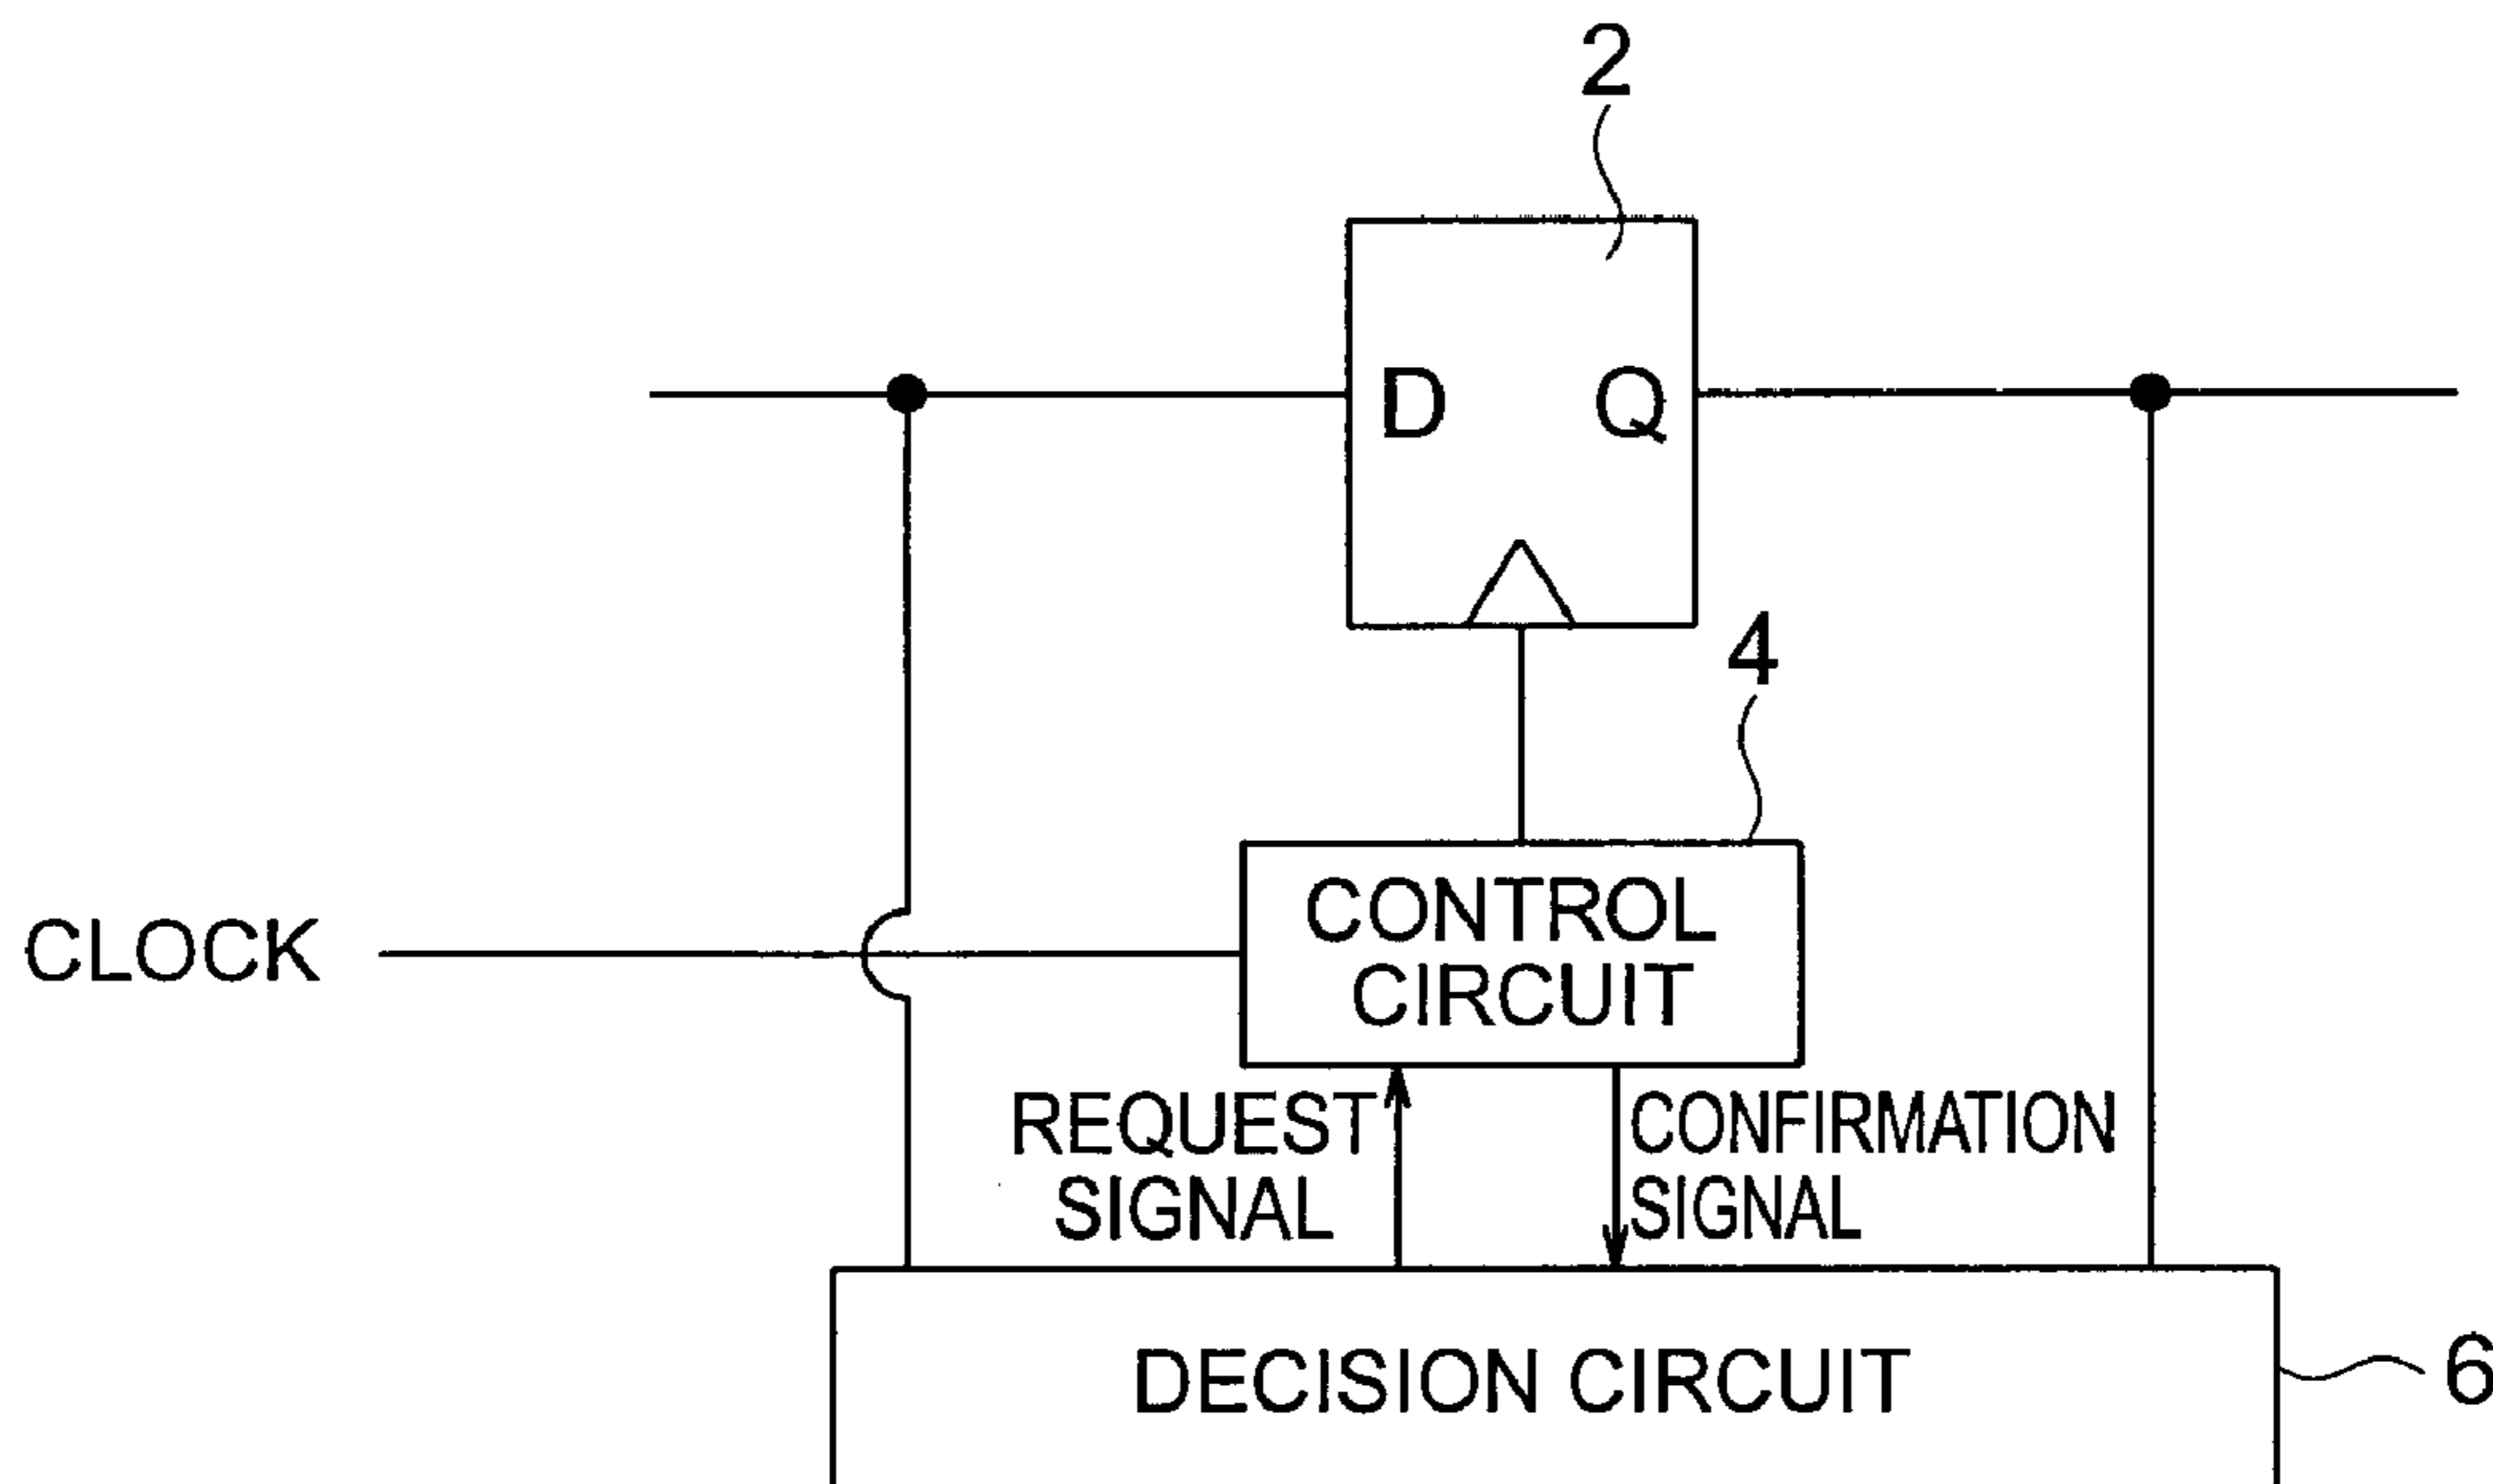 2
D Q
4
CLOCK
CONTROL
CIRCUIT
REQUEST
SIGNAL
CONFIRMATION
SIGNAL
DECISION CIRCUIT
6